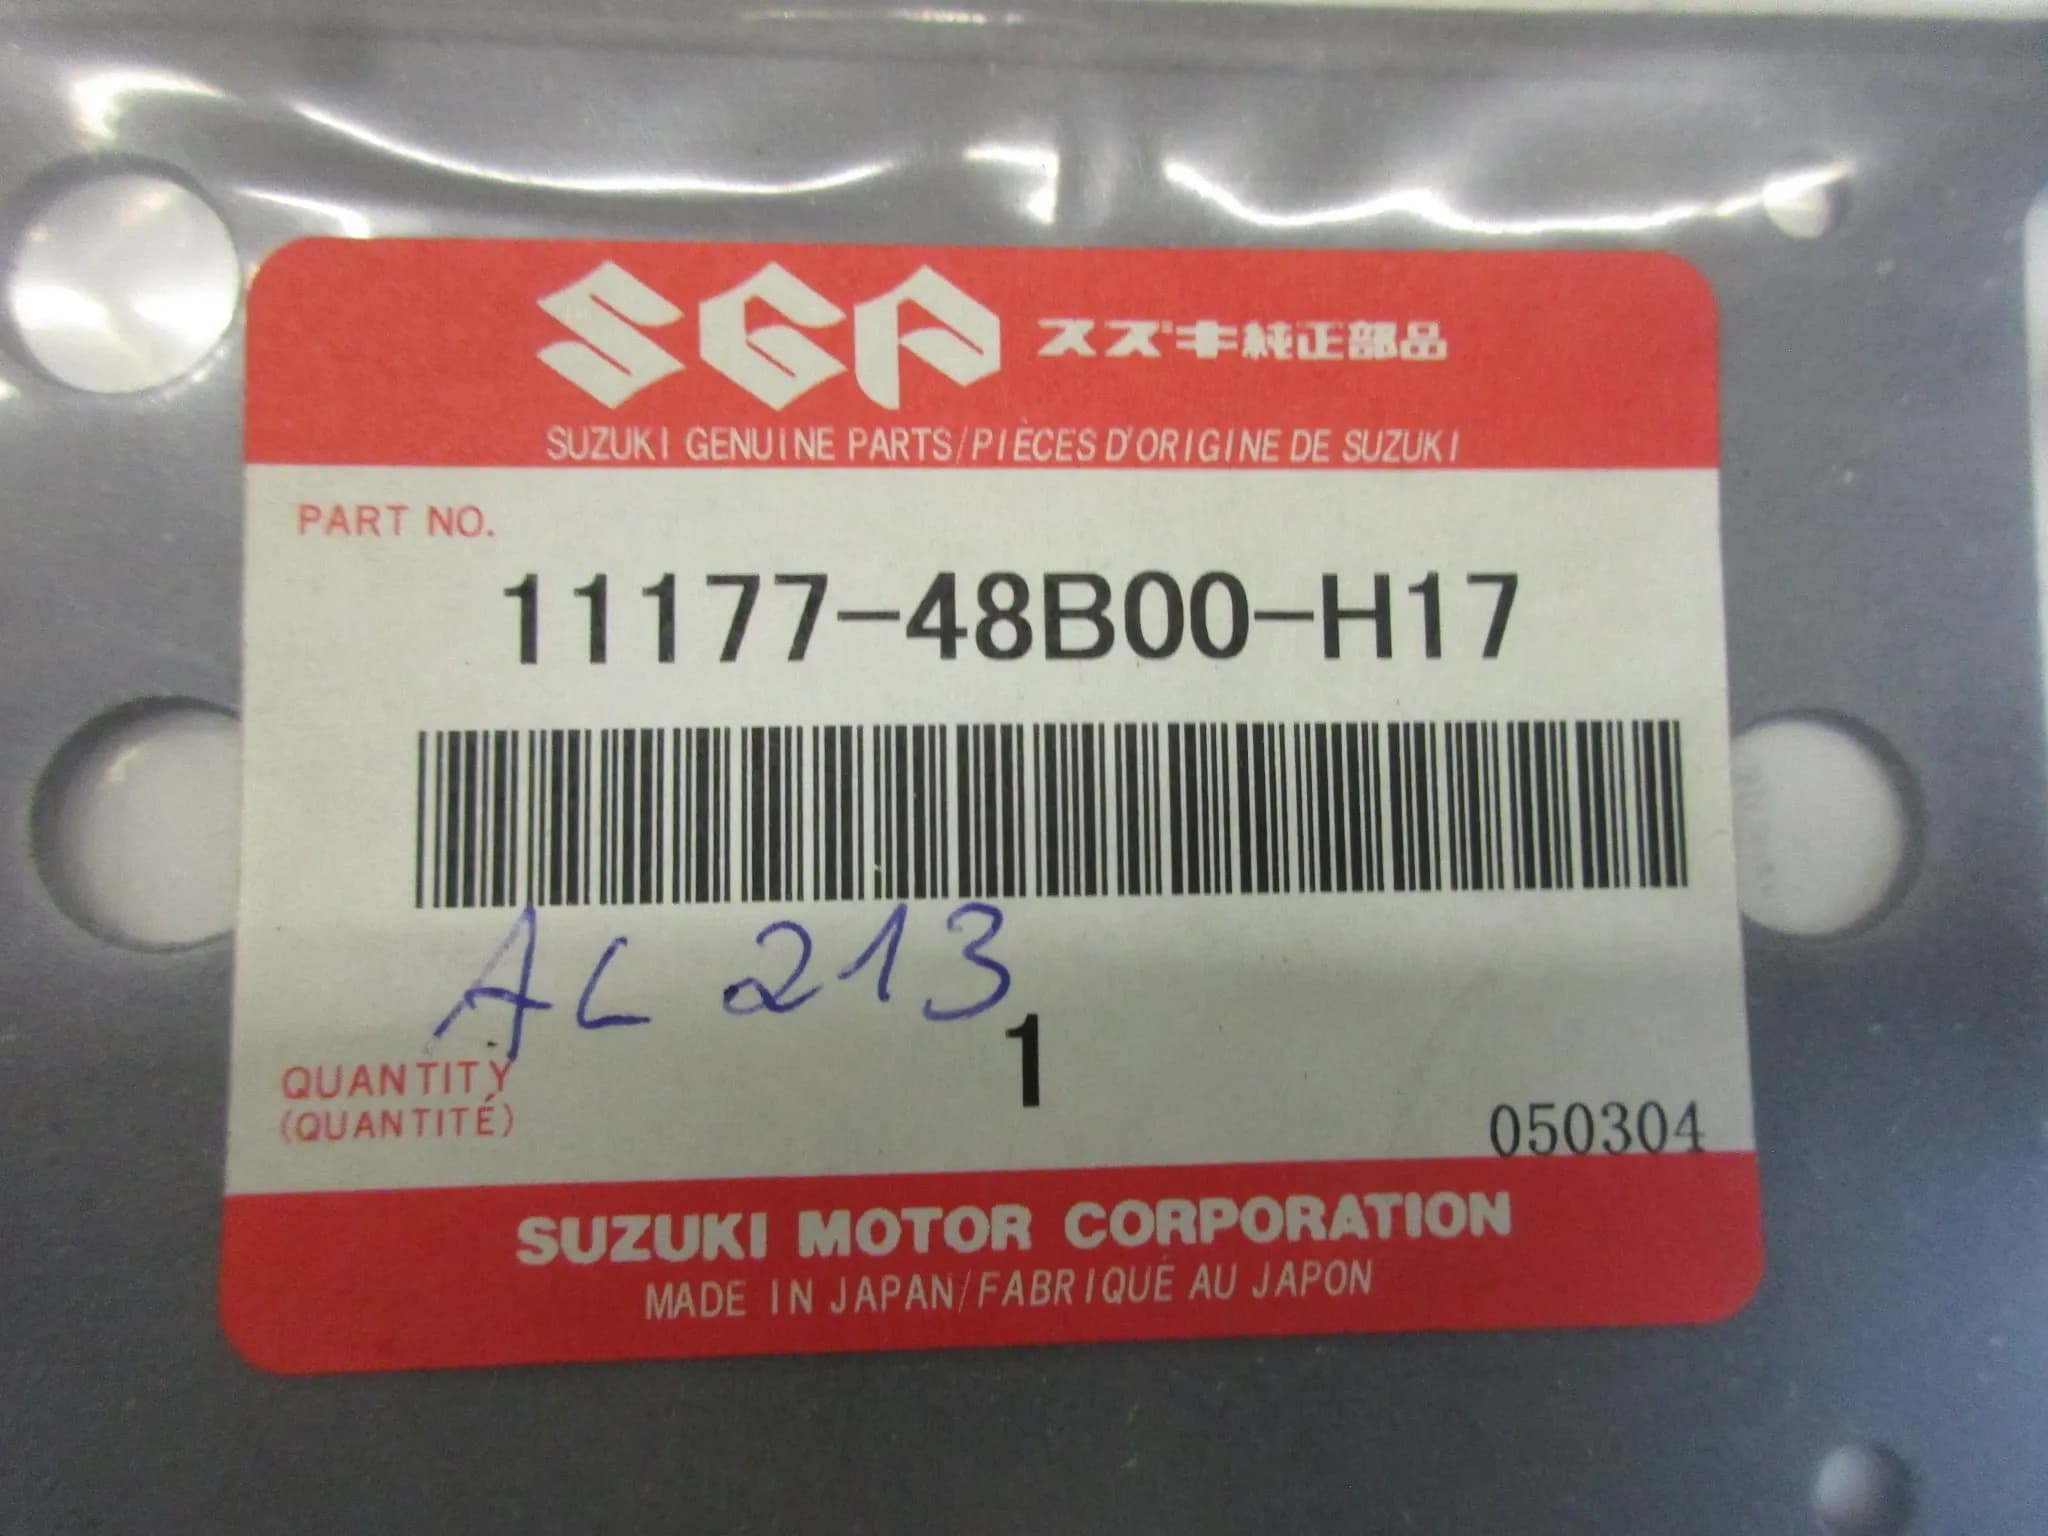 SGP スズキ純正部品
SUZUKI GENUINE PARTS/PIÈCES D'ORIGINE DE SUZUKI
PART NO.
11177-48B00-H17
AL 213
QUANTITY
(QUANTITÉ)
1
050304
SUZUKI MOTOR CORPORATION
MADE IN JAPAN/FABRIQUÉ AU JAPON